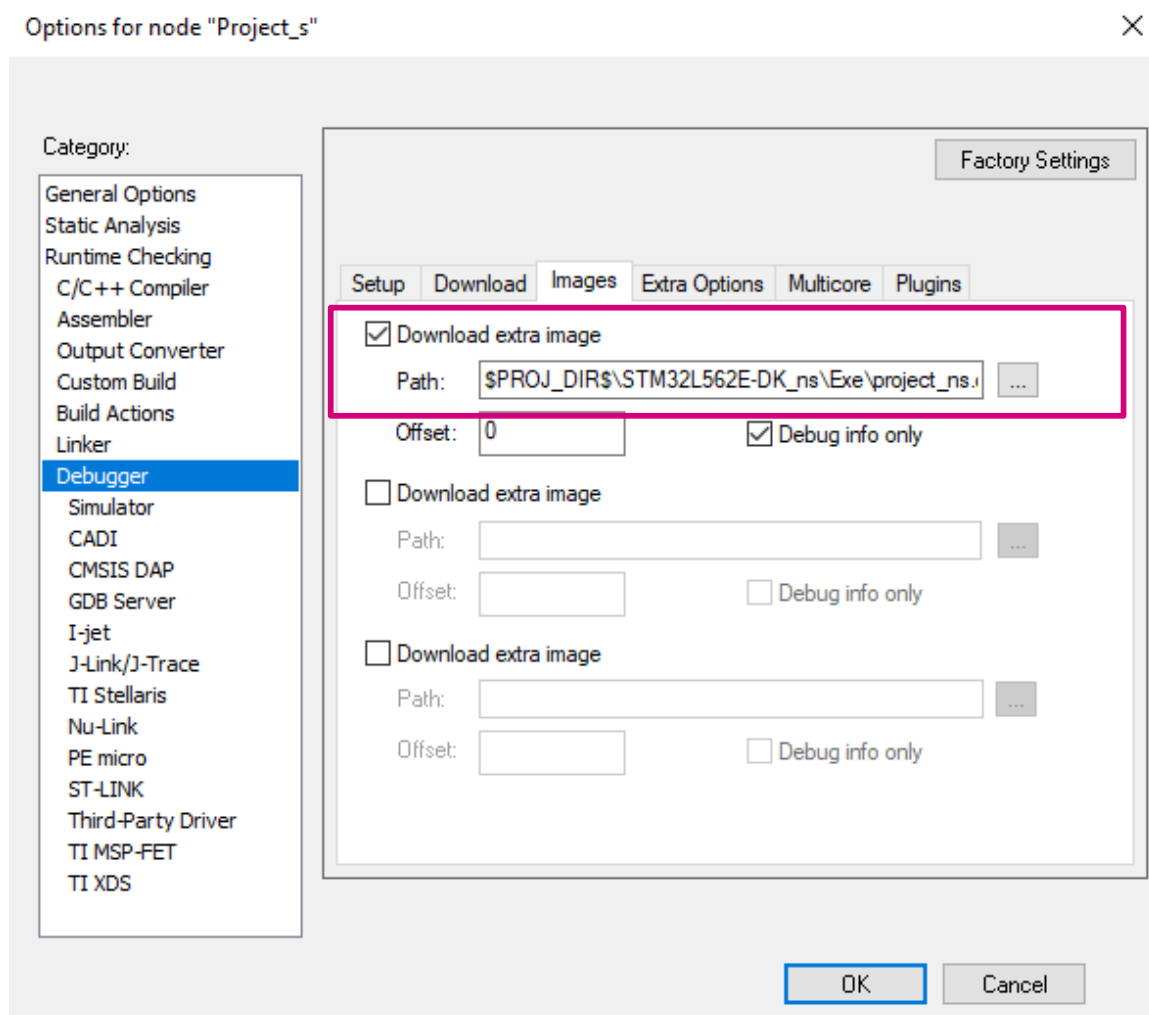 Options for node "Project_s"
Category:
General Options
Static Analysis
Runtime Checking
C/C++ Compiler
Assembler
Output Converter
Custom Build
Build Actions
Linker
Debugger
Simulator
CADI
CMSIS DAP
GDB Server
I-jet
J-Link/J-Trace
TI Stellaris
Nu-Link
PE micro
ST-LINK
Third-Party Driver
TI MSP-FET
TI XDS
Factory Settings
Setup Download Images Extra Options Multicore Plugins
Download extra image
Path: $PROJ_DIR$\STM32L562E-DK_ns\Exe\project_ns. ...
Offset: 0 Debug info only
Download extra image
Path: ...
Offset: Debug info only
Download extra image
Path: ...
Offset: Debug info only
OK Cancel